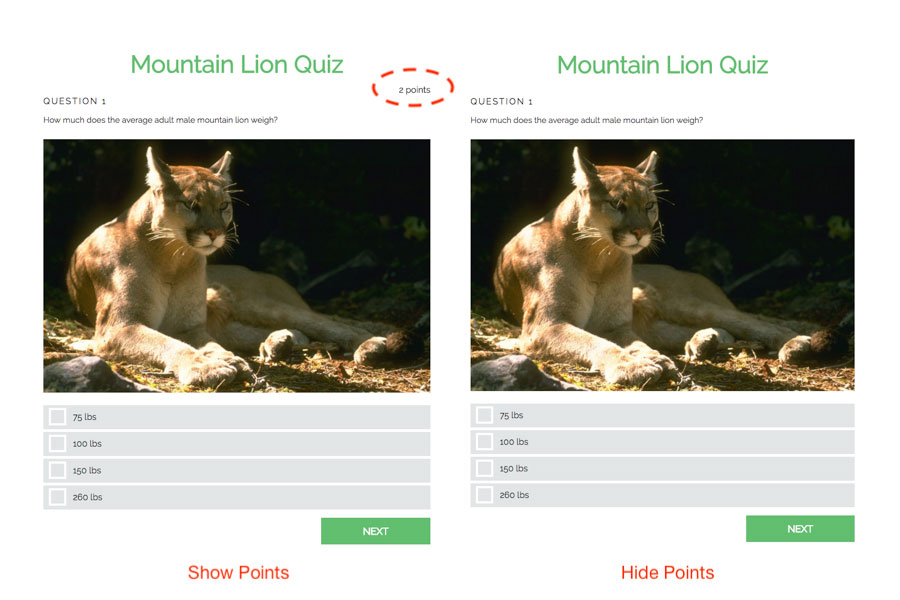 Mountain Lion Quiz
2 points
QUESTION 1
How much does the average adult male mountain lion weigh?
75 lbs
100 lbs
150 lbs
260 lbs
NEXT
Show Points
Mountain Lion Quiz
QUESTION 1
How much does the average adult male mountain lion weigh?
75 lbs
100 lbs
150 lbs
260 lbs
NEXT
Hide Points